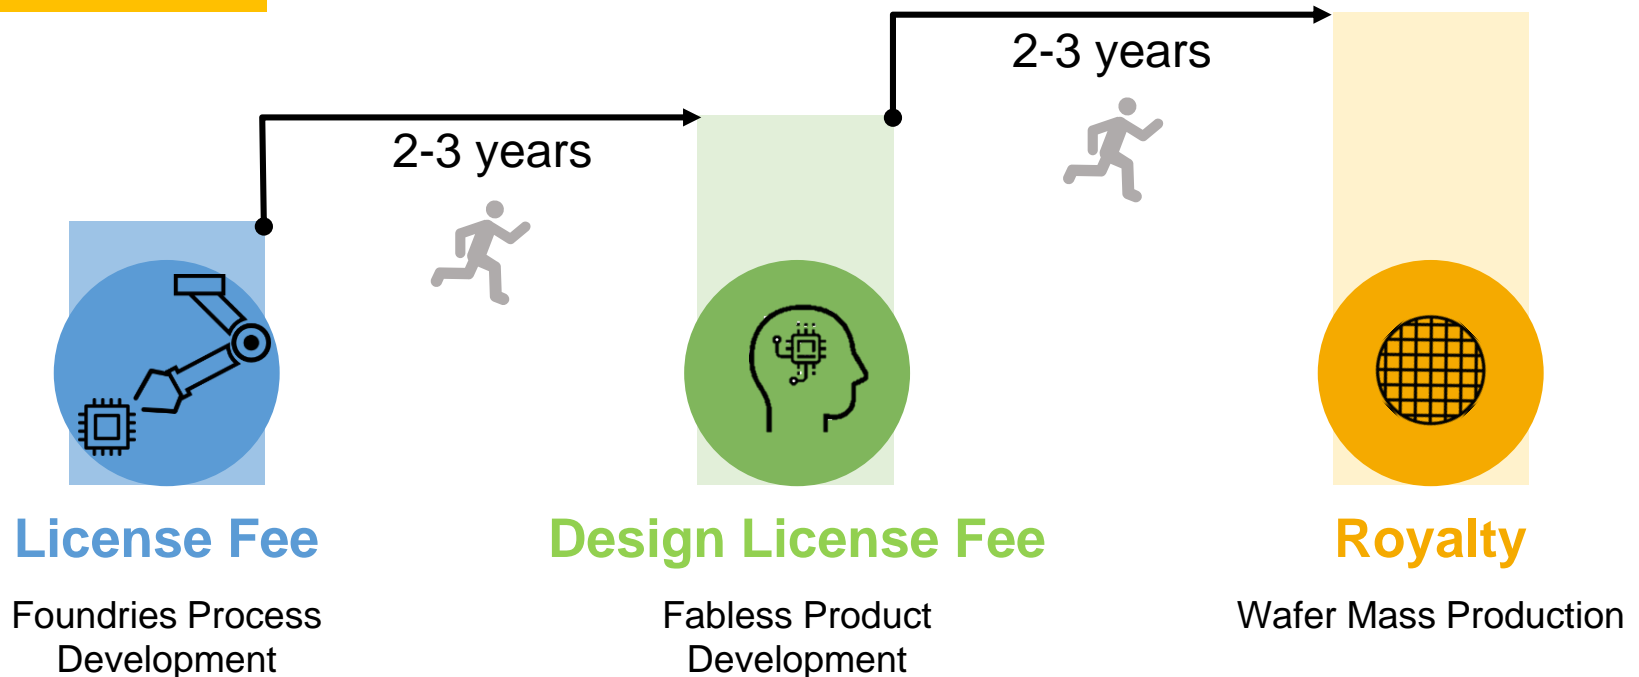 2-3 years
2-3 years
License Fee
Foundries Process
Development
Design License Fee
Fabless Product
Development
Royalty
Wafer Mass Production